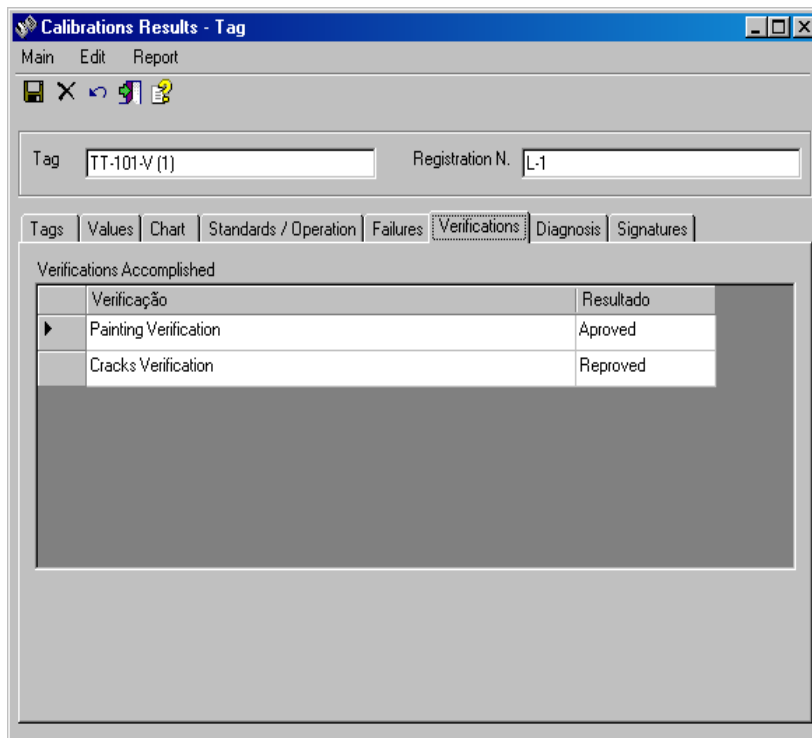 Calibrations Results - Tag
Main Edit Report
Tag TT-101-V (1) Registration N. L-1
Tags Values Chart Standards / Operation Failures Verifications Diagnosis Signatures
Verifications Accomplished
Verificação Resultado
Painting Verification Aproved
Cracks Verification Reproved